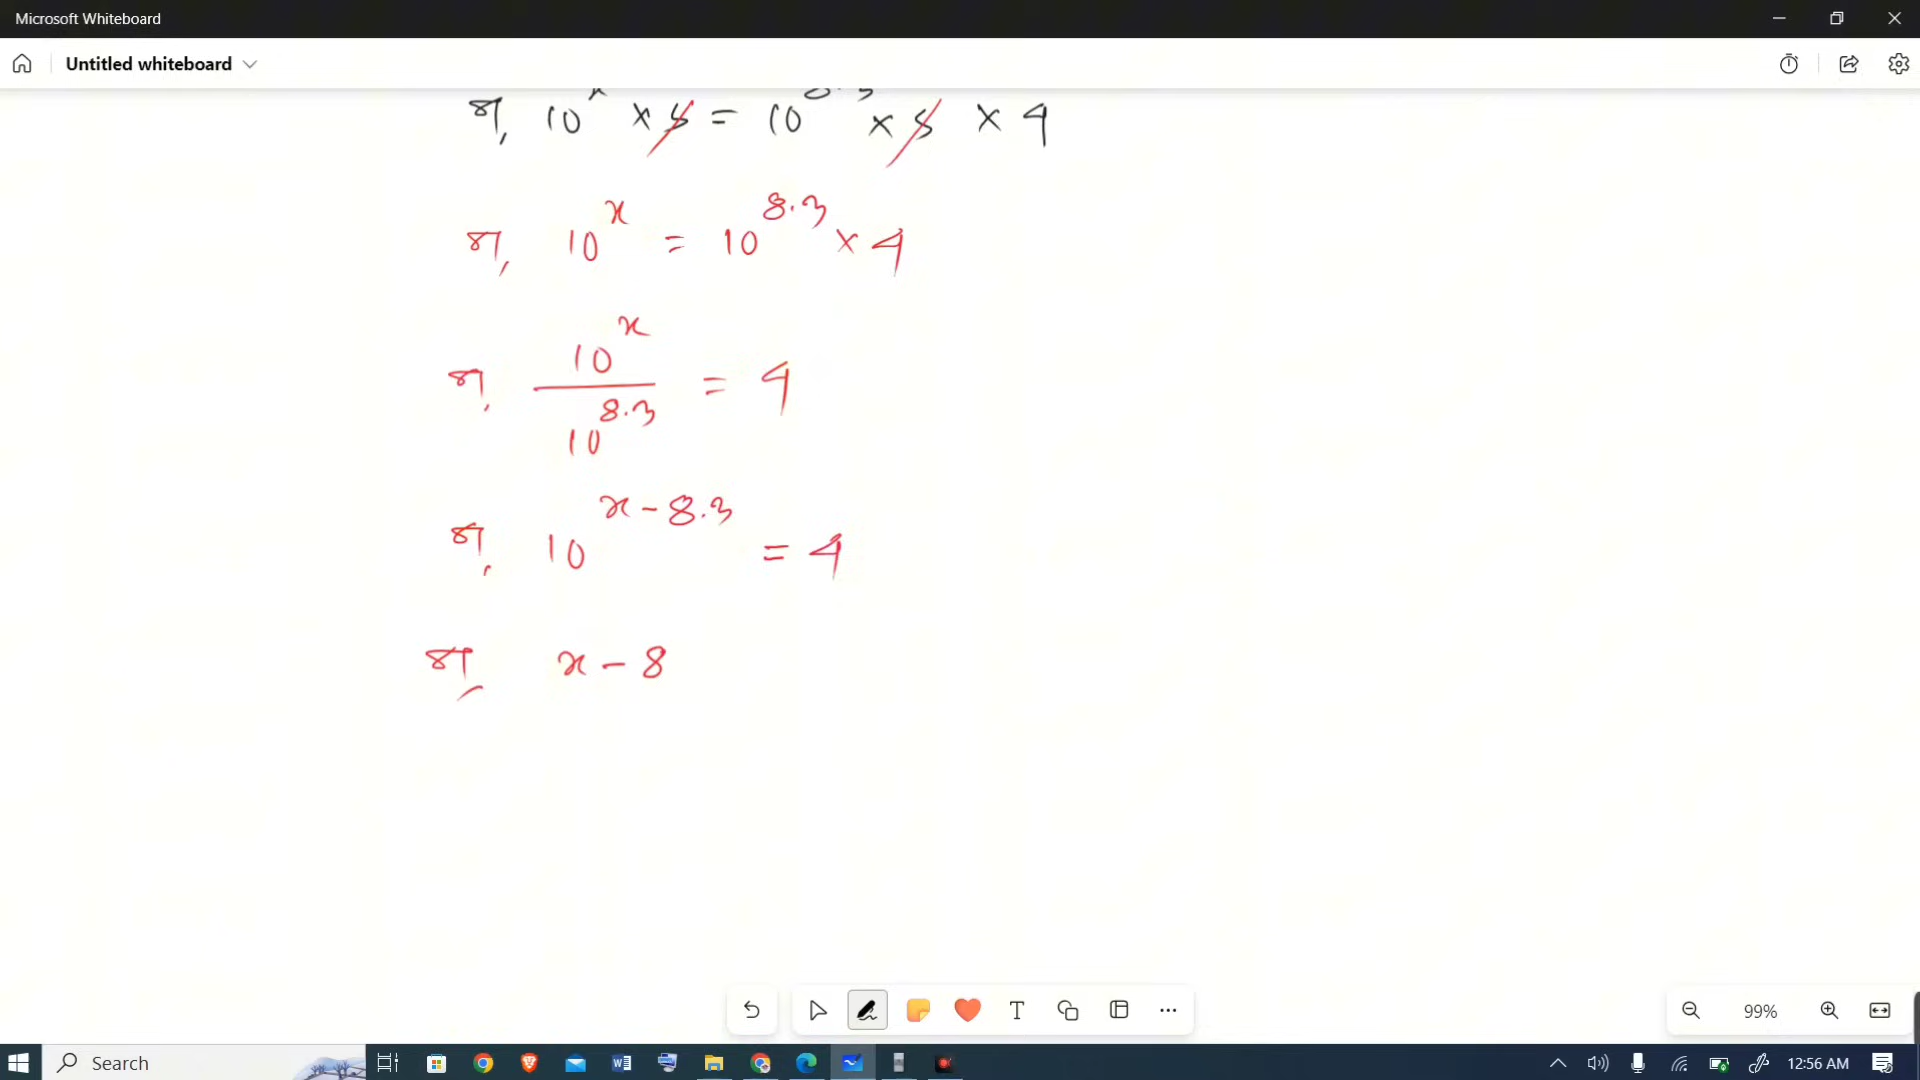 Microsoft Whiteboard
Untitled whiteboard
বা, 10^x × 5 = 10^8.3 × 5 × 4
বা, 10^x = 10^8.3 × 4
বা, 10^x / 10^8.3 = 4
বা, 10^x-8.3 = 4
বা, x - 8
99%
Search
12:56 AM